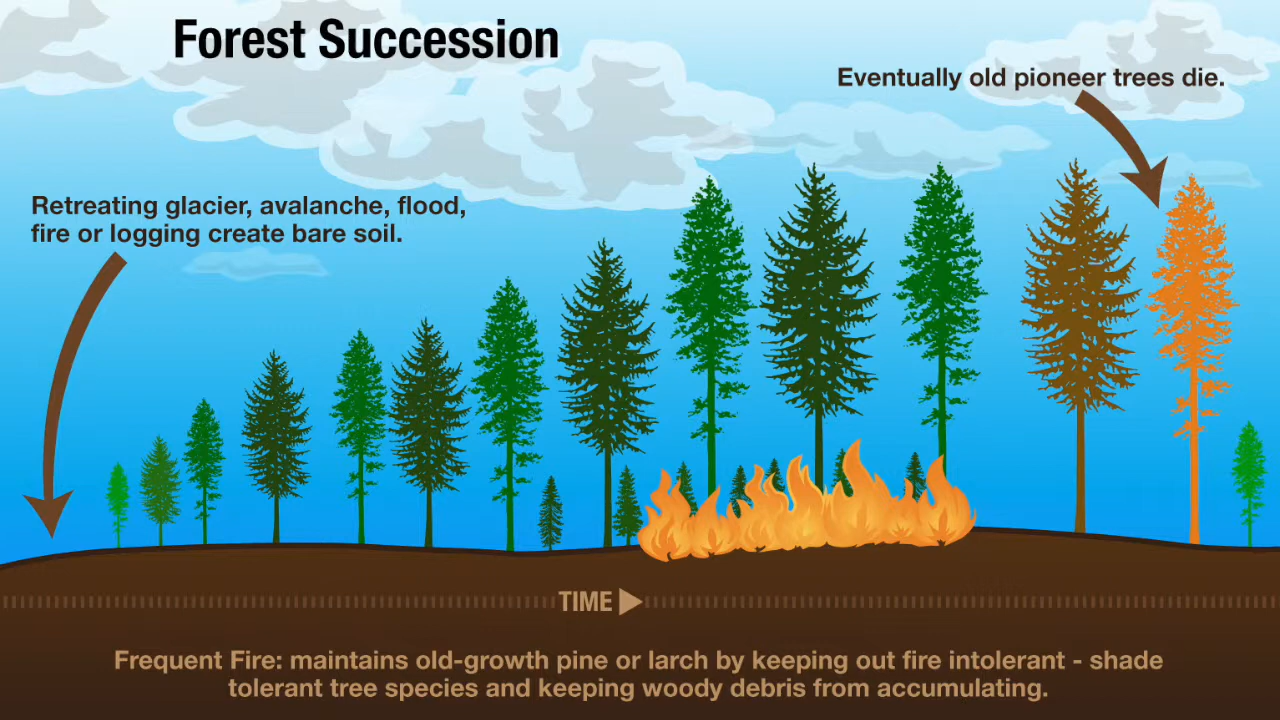 Forest Succession
Eventually old pioneer trees die.
Retreating glacier, avalanche, flood,
fire or logging create bare soil.
TIME
Frequent Fire: maintains old-growth pine or larch by keeping out fire intolerant - shade
tolerant tree species and keeping woody debris from accumulating.